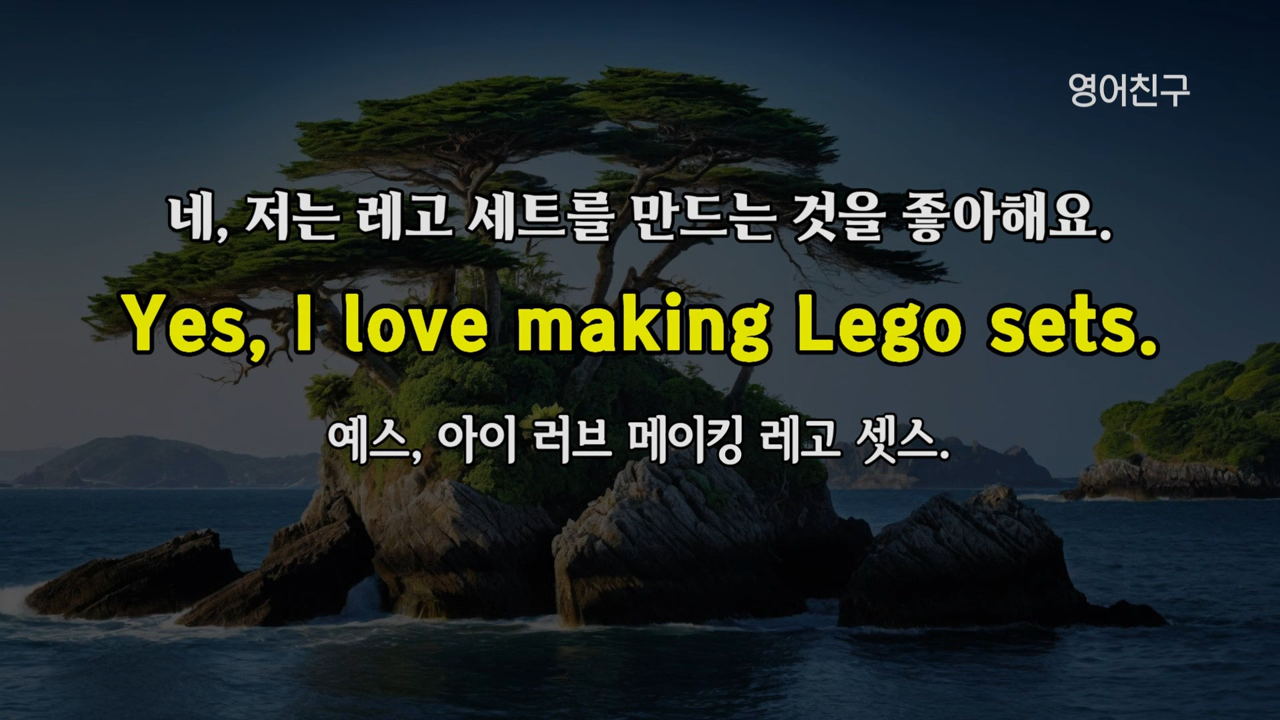 영어친구
네, 저는 레고 세트를 만드는 것을 좋아해요.
Yes, I love making Lego sets.
예스, 아이 러브 메이킹 레고 셋스.